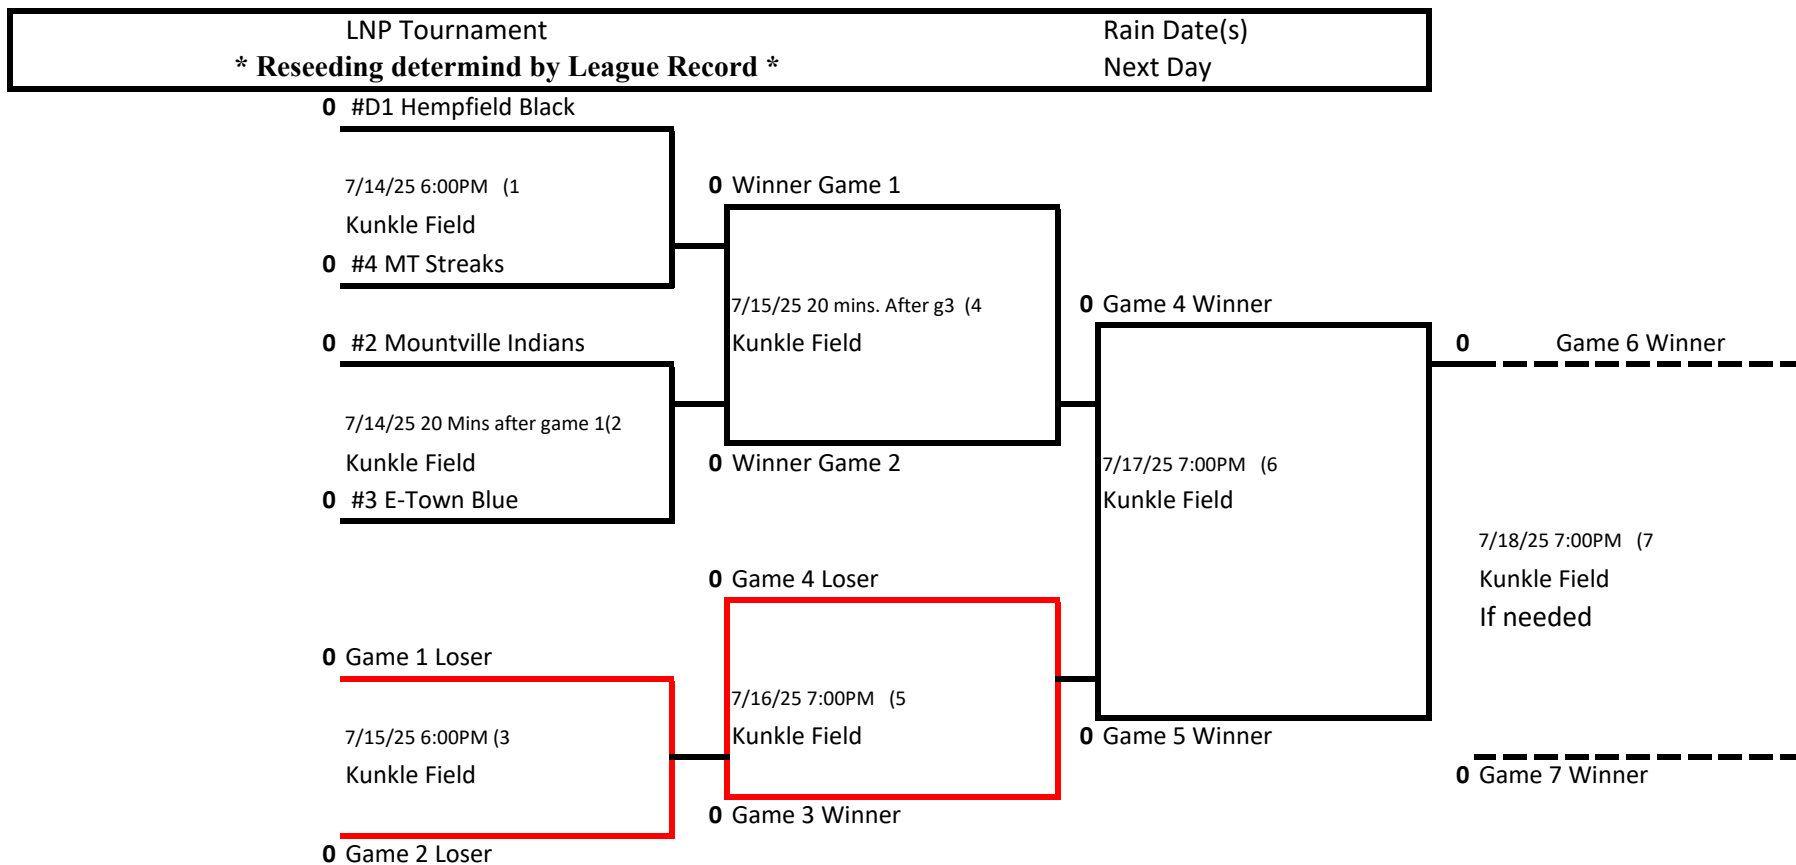 LNP Tournament
Rain Date(s)
* Reseeding determind by League Record *
Next Day
0 #D1 Hempfield Black
7/14/25 6:00PM (1
Kunkle Field
0 #4 MT Streaks
0 #2 Mountville Indians
7/14/25 20 Mins after game 1(2
Kunkle Field
0 #3 E-Town Blue
0 Game 1 Loser
7/15/25 6:00PM (3
Kunkle Field
0 Game 2 Loser
0 Winner Game 1
7/15/25 20 mins. After g3 (4
Kunkle Field
0 Winner Game 2
0 Game 4 Loser
7/16/25 7:00PM (5
Kunkle Field
0 Game 3 Winner
0 Game 4 Winner
7/17/25 7:00PM (6
Kunkle Field
0 Game 5 Winner
0 Game 6 Winner
7/18/25 7:00PM (7
Kunkle Field
If needed
0 Game 7 Winner